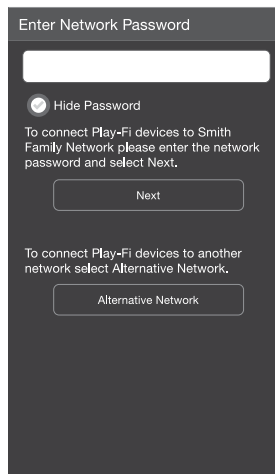 Enter Network Password
Hide Password
To connect Play-Fi devices to Smith
Family Network please enter the network
password and select Next.
Next
To connect Play-Fi devices to another
network select Alternative Network.
Alternative Network